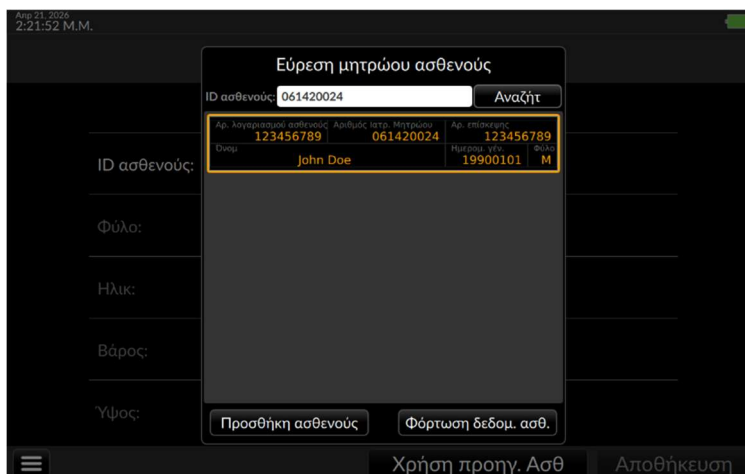 Απρ 21, 2026
2:21:52 Μ.Μ.
Εύρεση μητρώου ασθενούς
ID ασθενούς: 061420024 Αναζήτ
Αρ. λογαριασμού ασθενούς Αριθμός Ιατρ. Μητρώου Αρ. επίσκεψης
123456789 061420024 123456789
Όνομ Ημερομ. γέν. Φύλο
John Doe 19900101 M
ID ασθενούς:
Φύλο:
Ηλικ:
Βάρος:
Ύψος:
Προσθήκη ασθενούς Φόρτωση δεδομ. ασθ.
Χρήση προηγ. Ασθ Αποθήκευση